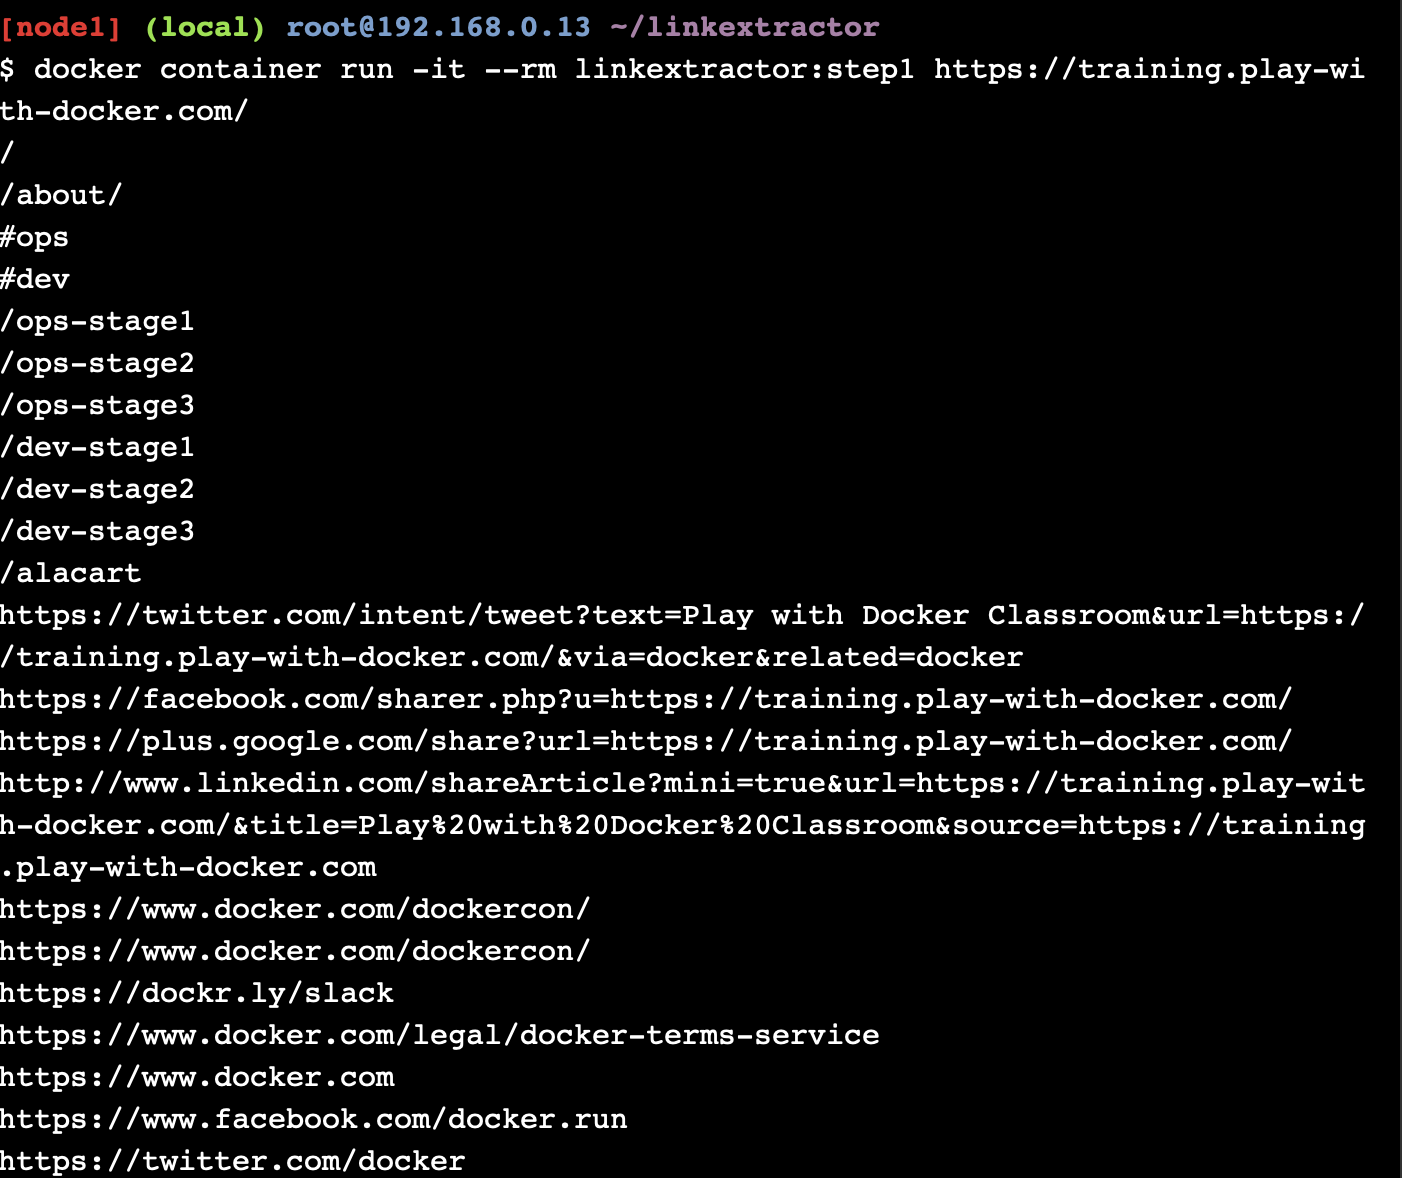 [node1] (local) root@192.168.0.13 ~/linkextractor
$ docker container run -it --rm linkextractor:step1 https://training.play-wi
th-docker.com/
/
/about/
#ops
#dev
/ops-stage1
/ops-stage2
/ops-stage3
/dev-stage1
/dev-stage2
/dev-stage3
/alacart
https://twitter.com/intent/tweet?text=Play with Docker Classroom&url=https:/
/training.play-with-docker.com/&via=docker&related=docker
https://facebook.com/sharer.php?u=https://training.play-with-docker.com/
https://plus.google.com/share?url=https://training.play-with-docker.com/
http://www.linkedin.com/shareArticle?mini=true&url=https://training.play-wit
h-docker.com/&title=Play%20with%20Docker%20Classroom&source=https://training
.play-with-docker.com
https://www.docker.com/dockercon/
https://www.docker.com/dockercon/
https://dockr.ly/slack
https://www.docker.com/legal/docker-terms-service
https://www.docker.com
https://www.facebook.com/docker.run
https://twitter.com/docker